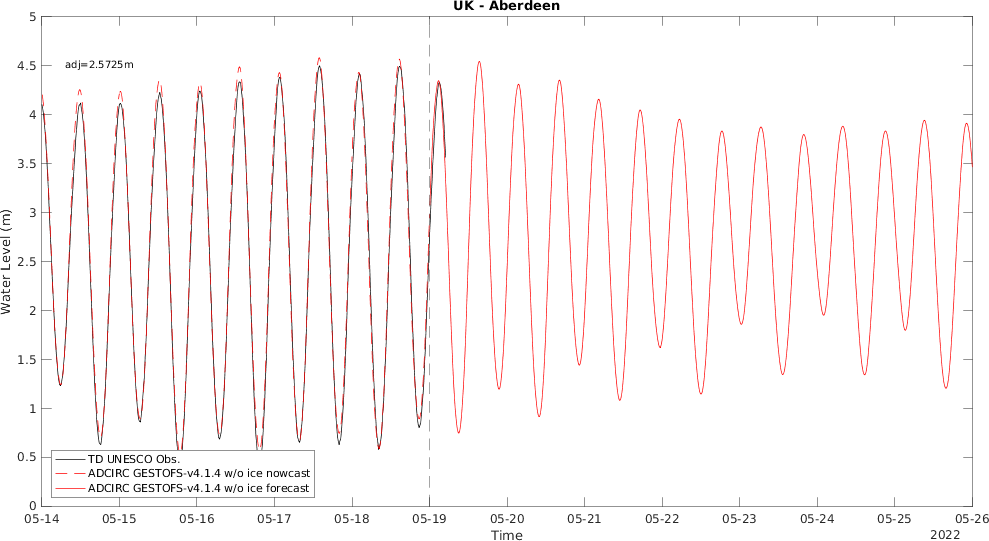 UK - Aberdeen
adj=2.5725m
Water Level (m)
5
4.5
4
3.5
3
2.5
2
1.5
1
0.5
0
TD UNESCO Obs.
ADCIRC GESTOFS-v4.1.4 w/o ice nowcast
ADCIRC GESTOFS-v4.1.4 w/o ice forecast
05-14 05-15 05-16 05-17 05-18 05-19 05-20 05-21 05-22 05-23 05-24 05-25 05-26
Time
2022